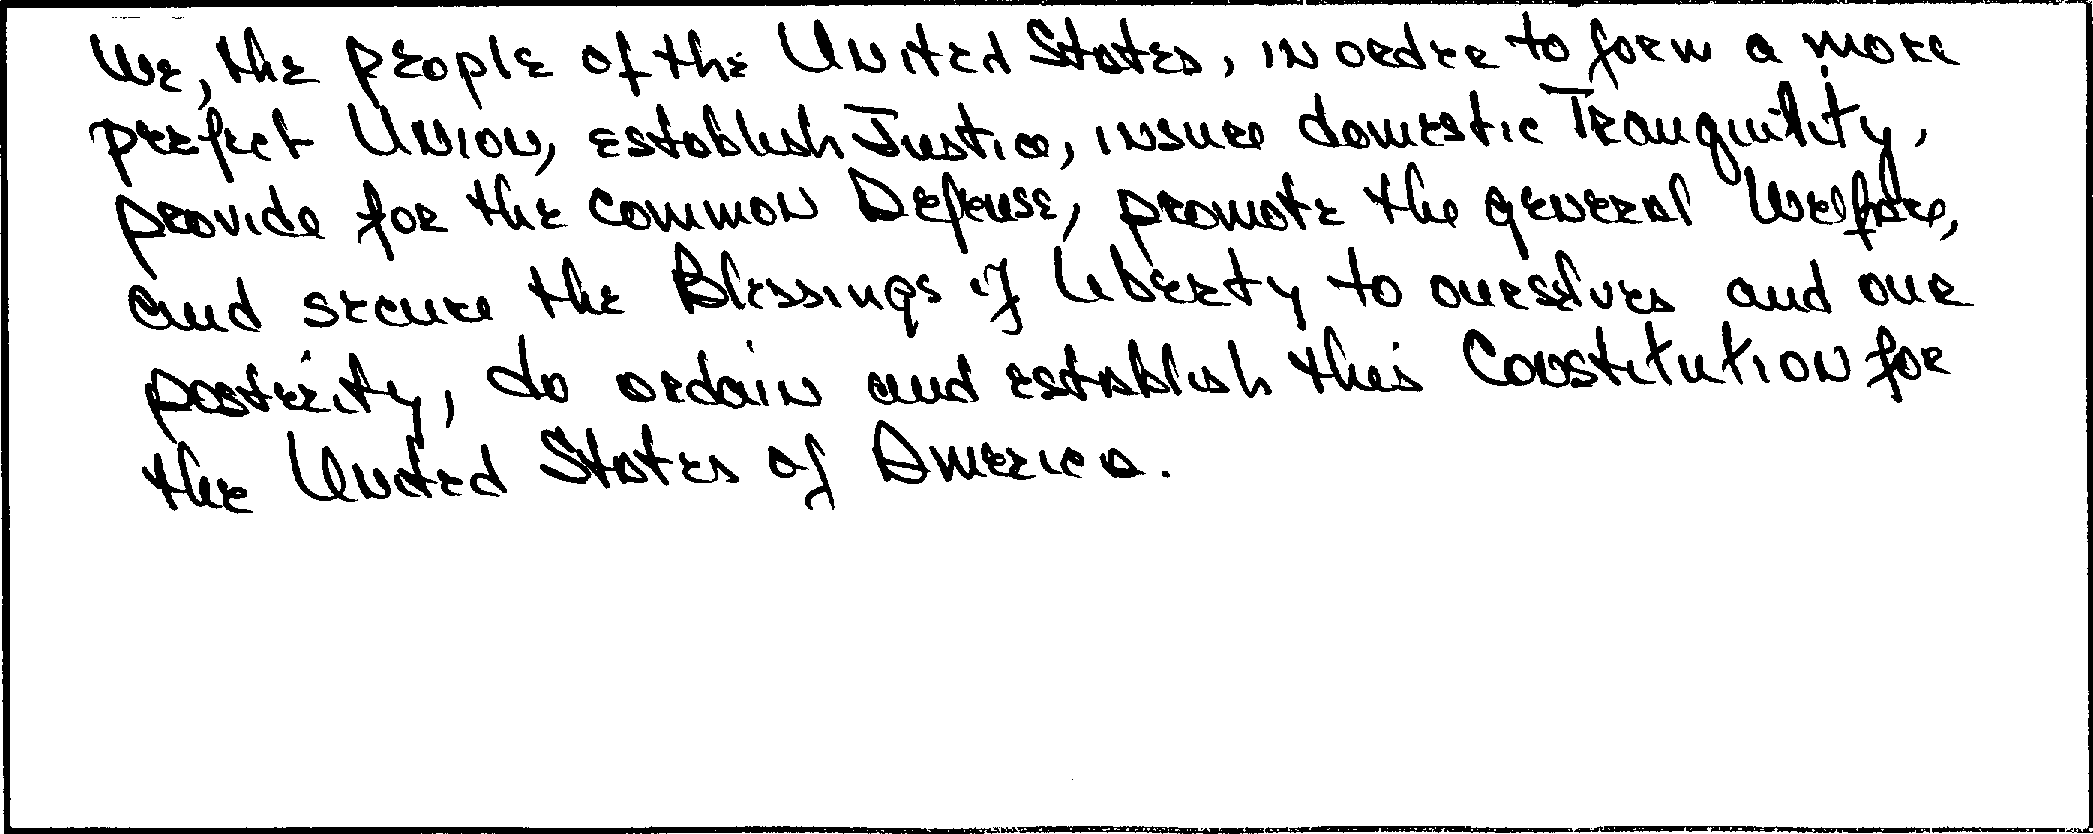 We, the people of the United States, in order to form a more
perfect Union, establish Justice, insure domestic Tranquility,
provide for the common Defense, promote the general Welfare,
and secure the Blessings of Liberty to ourselves and our
posterity, do ordain and establish this Constitution for
the United States of America.